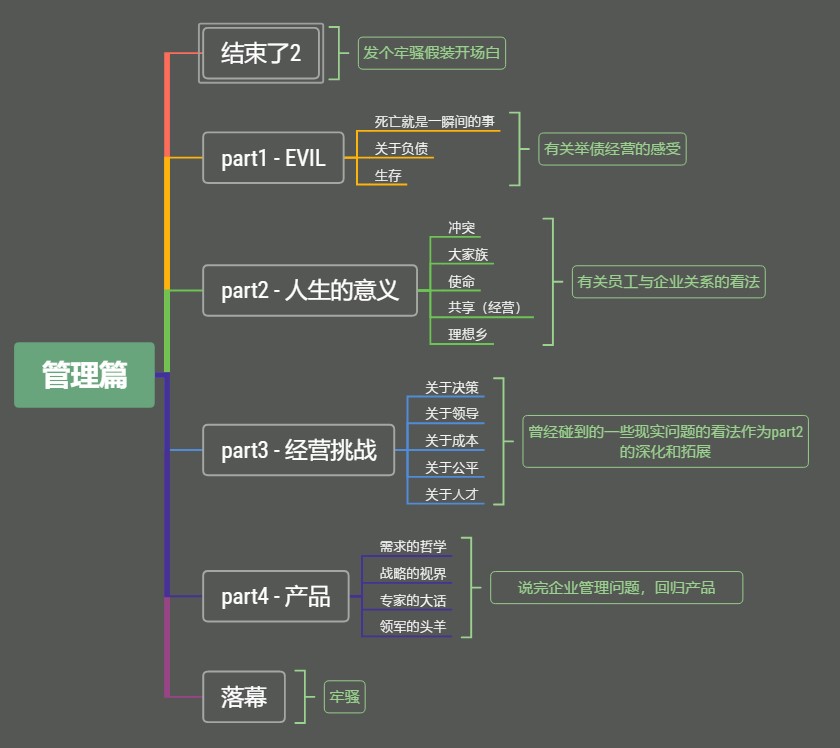 结束了2
发个牢骚假装开场白
死亡就是一瞬间的事
part1 - EVIL
关于负债
有关举债经营的感受
生存
冲突
大家族
part2 - 人生的意义
使命
有关员工与企业关系的看法
共享（经营）
理想乡
管理篇
关于决策
关于领导
part3 - 经营挑战
关于成本
曾经碰到的一些现实问题的看法作为part2
的深化和拓展
关于公平
关于人才
需求的哲学
战略的视界
part4 - 产品
说完企业管理问题，回归产品
专家的大话
领军的头羊
落幕
牢骚